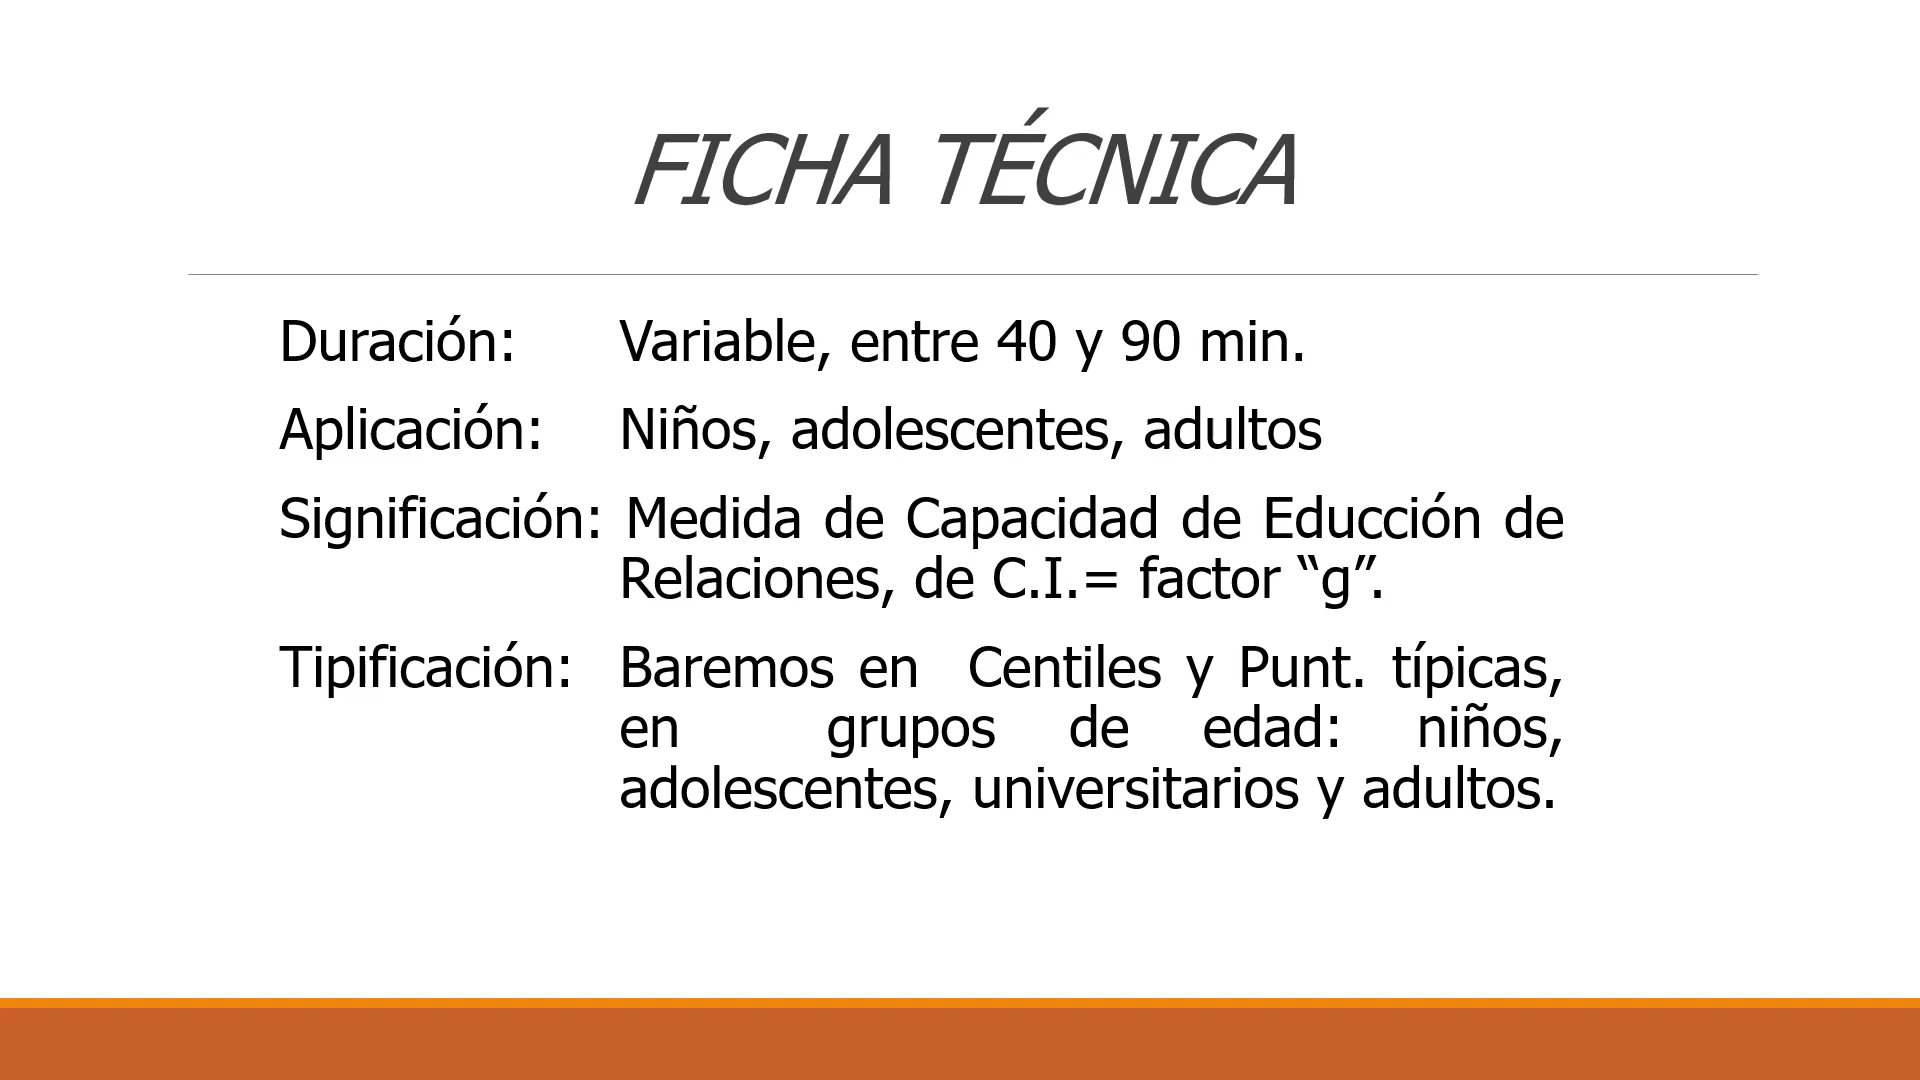 FICHA TÉCNICA
Duración: Variable, entre 40 y 90 min.
Aplicación: Niños, adolescentes, adultos
Significación: Medida de Capacidad de Educción de
Relaciones, de C.I.= factor “g”.
Tipificación: Baremos en Centiles y Punt. típicas,
en grupos de edad: niños,
adolescentes, universitarios y adultos.